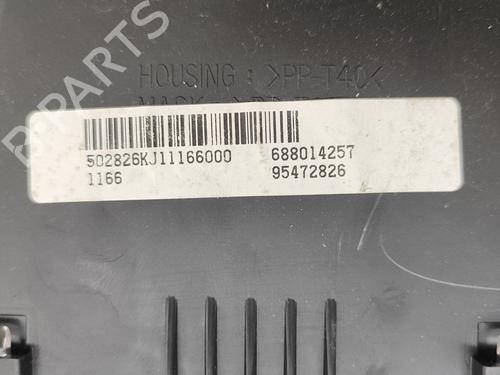 HOUSING : >PP-T40<
502826KJ11166000 688014257
1166 95472826
B-PARTS